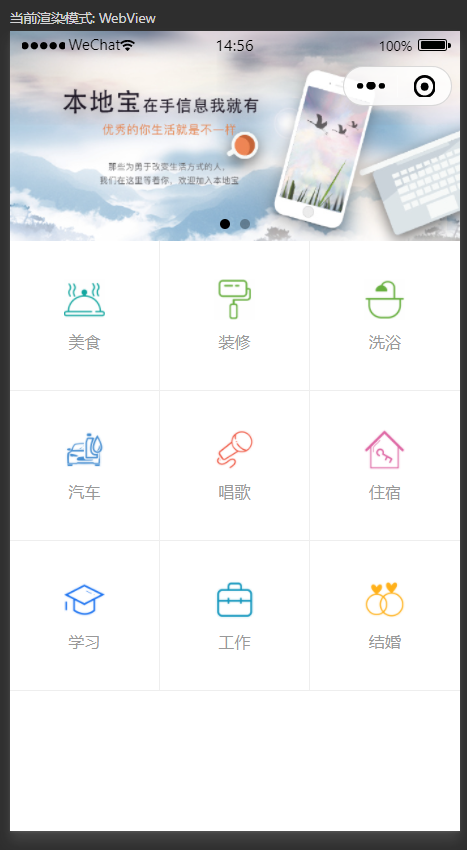 当前渲染模式: WebView
WeChat 14:56 100%
本地宝在手信息我就有
优秀的你生活就是不一样
那些为勇于改变生活方式的人，
我们在这里等着你，欢迎加入本地宝
美食 装修 洗浴
汽车 唱歌 住宿
学习 工作 结婚